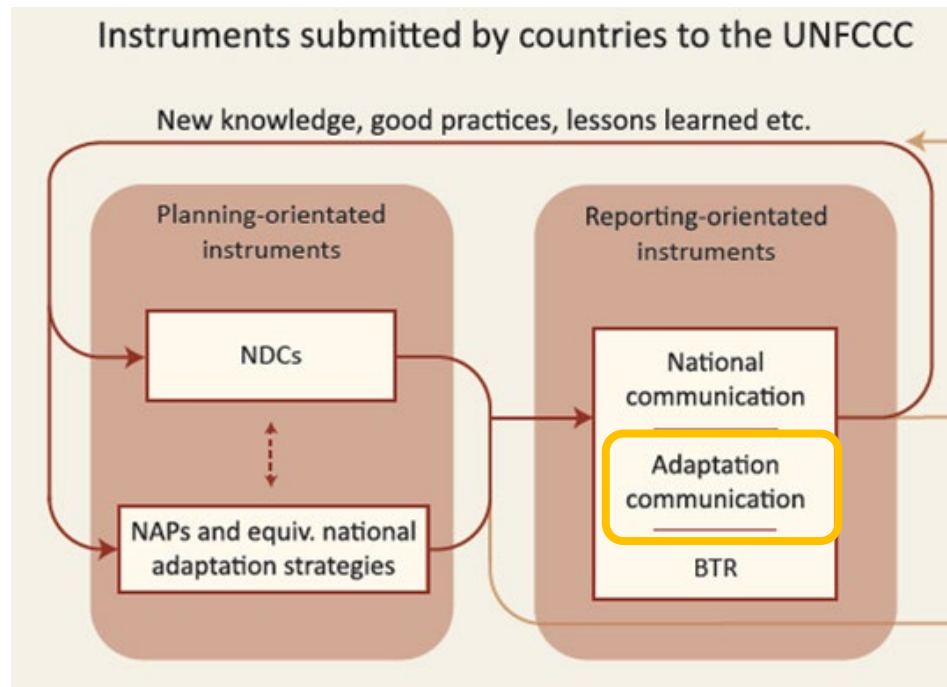 Instruments submitted by countries to the UNFCCC
New knowledge, good practices, lessons learned etc.
Planning-orientated
instruments
NDCs
NAPs and equiv. national
adaptation strategies
Reporting-orientated
instruments
National
communication
Adaptation
communication
BTR